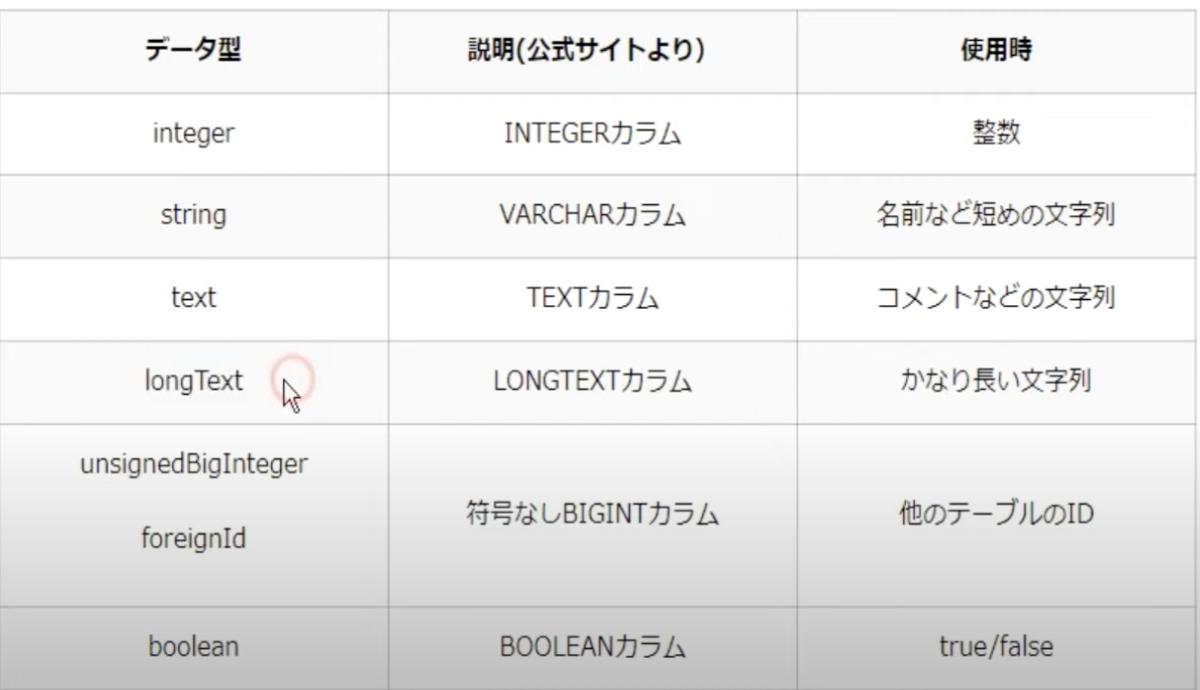 データ型 説明(公式サイトより) 使用時
integer INTEGERカラム 整数
string VARCHARカラム 名前など短めの文字列
text TEXTカラム コメントなどの文字列
longText LONGTEXTカラム かなり長い文字列
unsignedBigInteger
foreignId
符号なしBIGINTカラム 他のテーブルのID
boolean BOOLEANカラム true/false